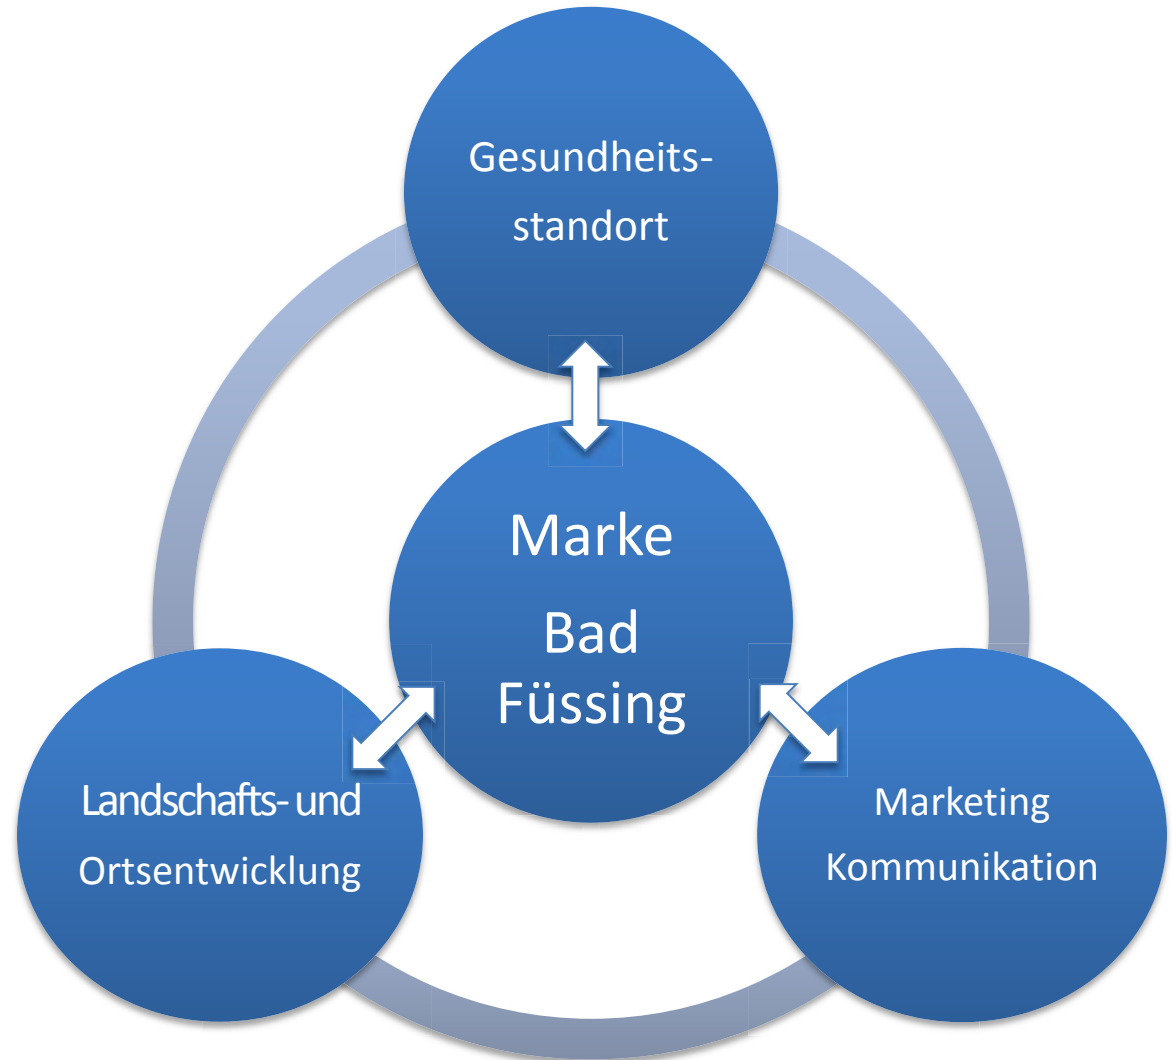 Gesundheits-
standort
Marke
Bad
Füssing
Landschafts- und
Ortsentwicklung
Marketing
Kommunikation